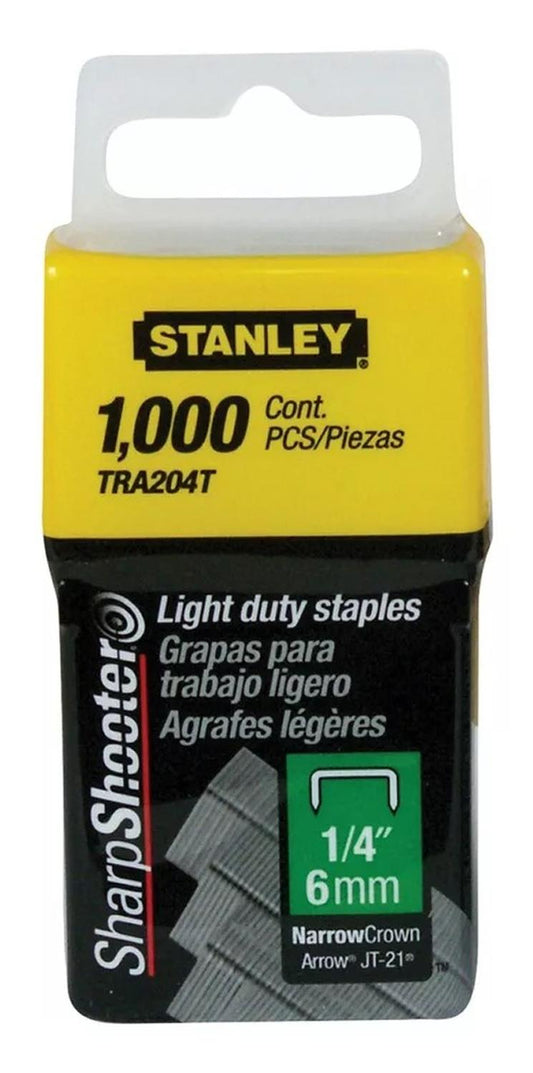 STANLEY®
1,000 Cont. PCS/Piezas
TRA204T
SharpShooter
Light duty staples
Grapas para
trabajo ligero
Agrafes légères
1/4"
6mm
NarrowCrown
Arrow® JT-21®
TM